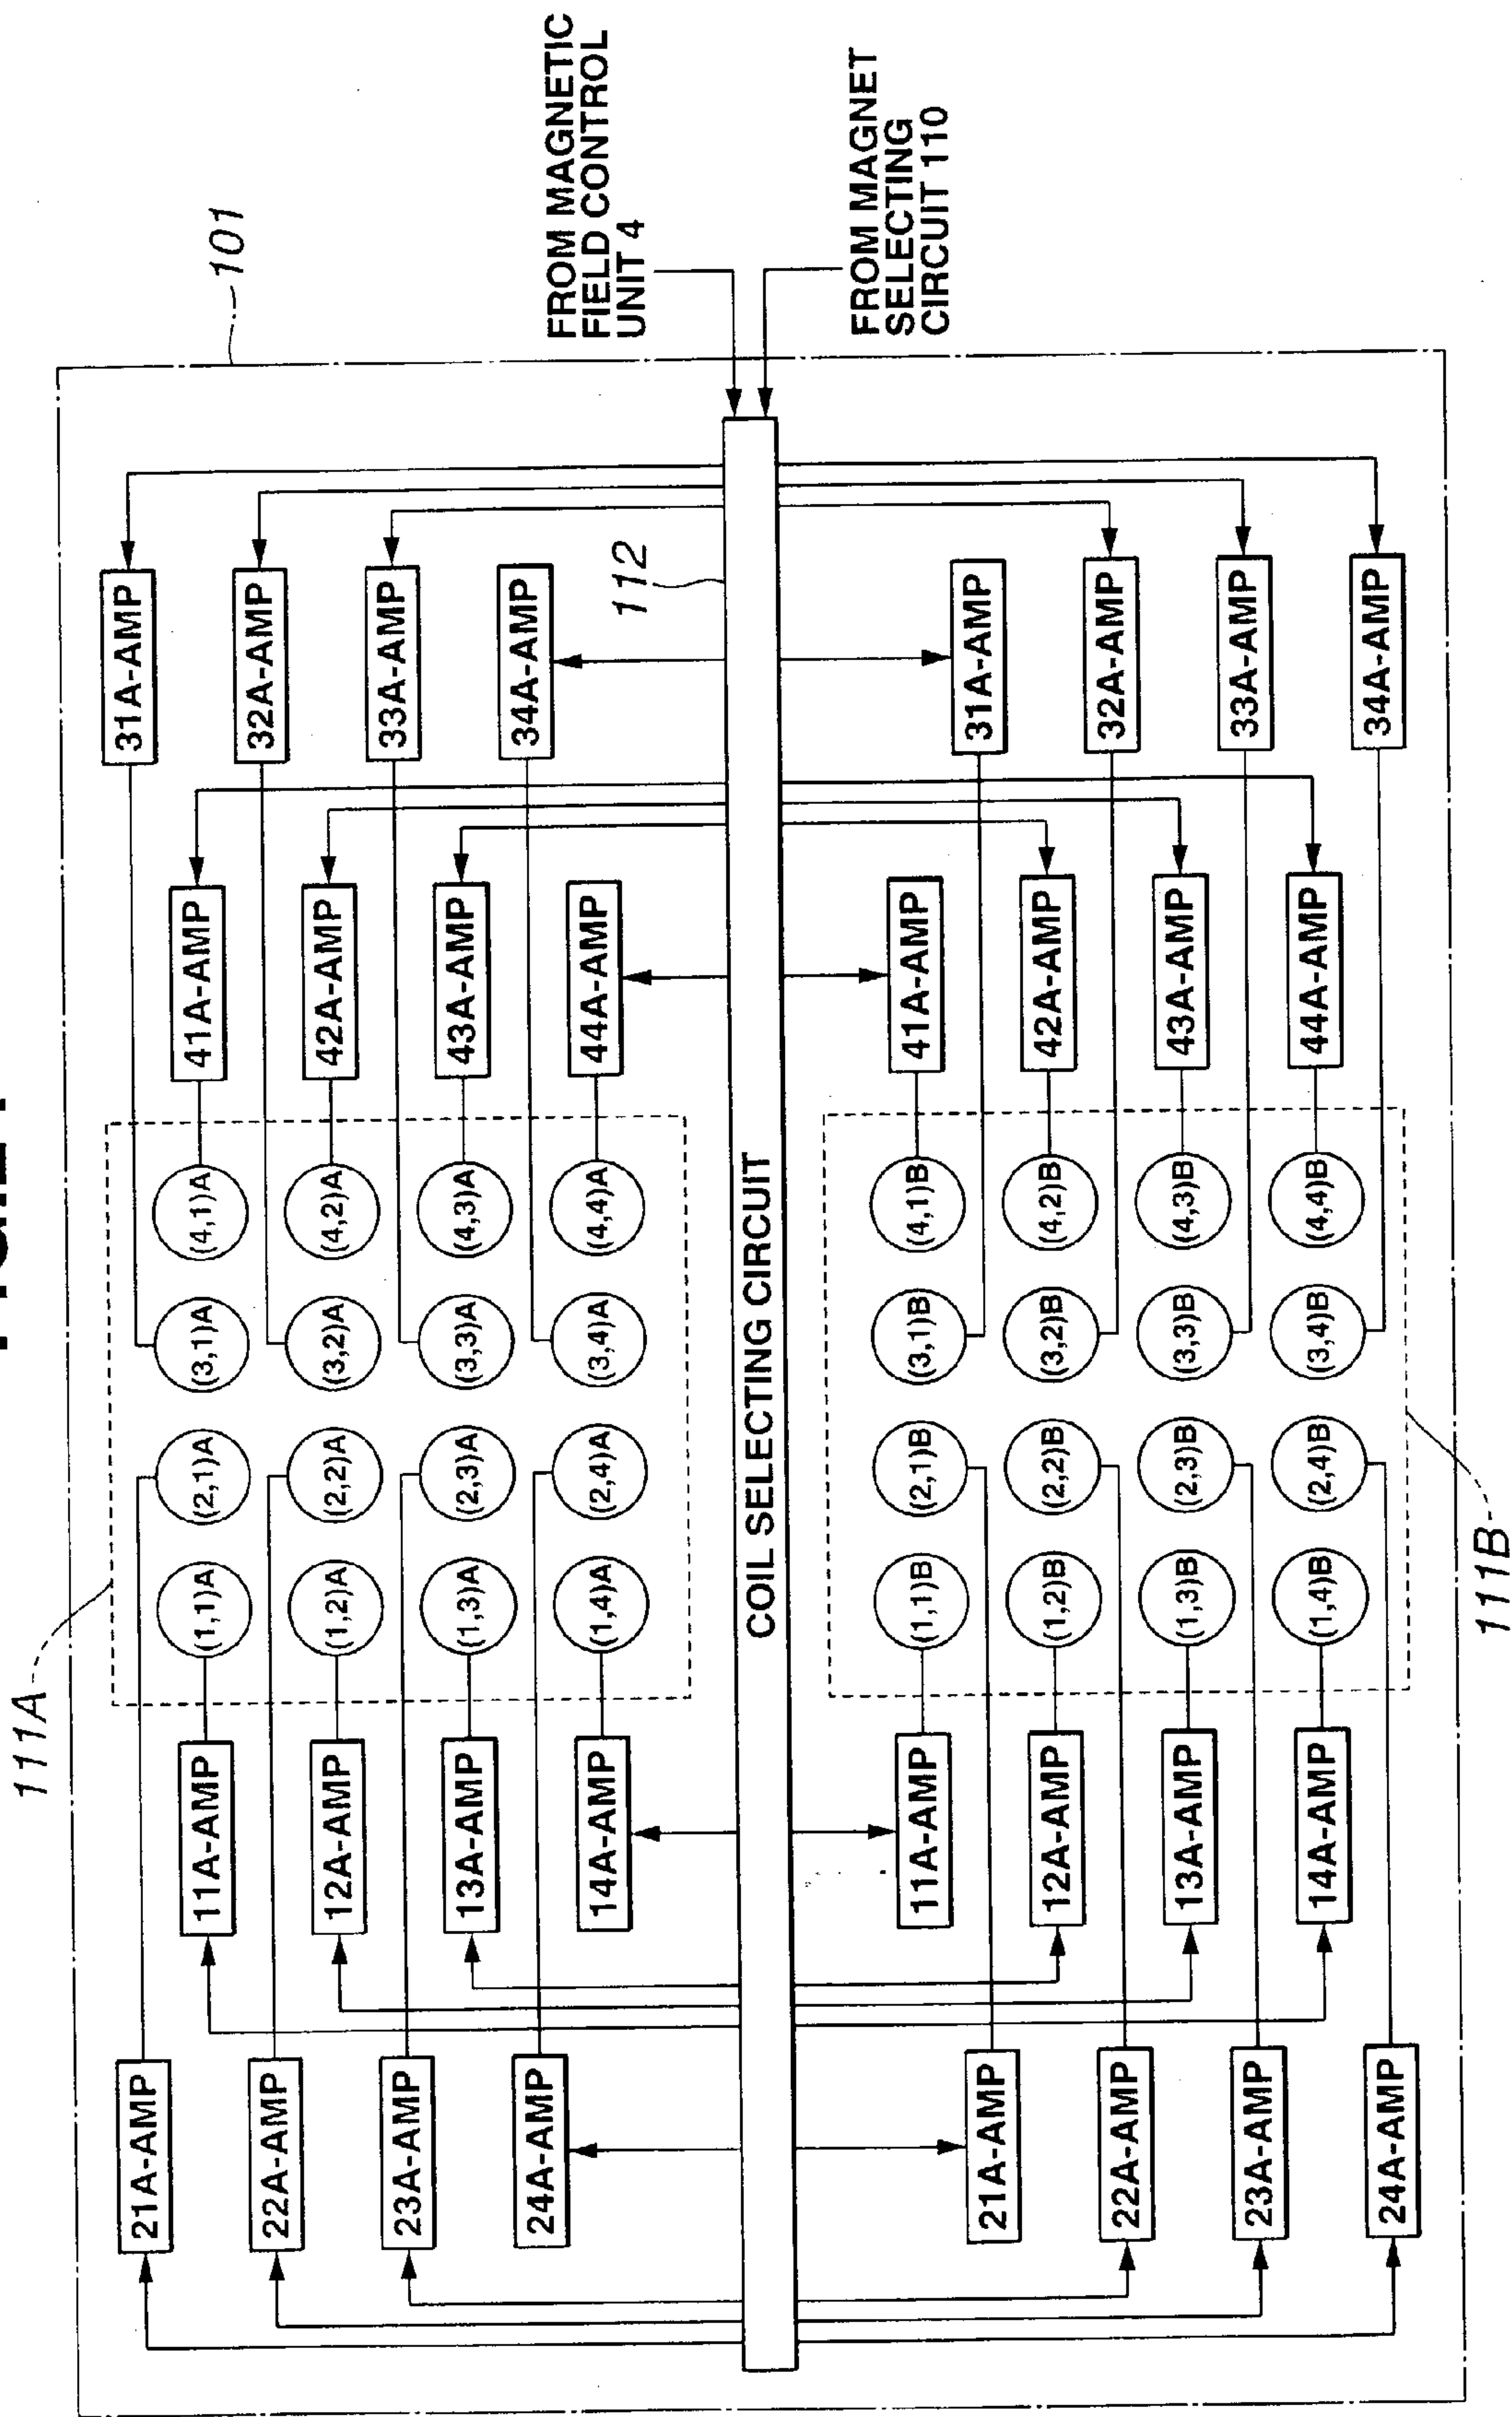 111A
101
FROM MAGNETIC
FIELD CONTROL
UNIT 4
FROM MAGNET
SELECTING
CIRCUIT 110
21A-AMP
11A-AMP
(1,1)A
(2,1)A
(3,1)A
(4,1)A
41A-AMP
31A-AMP
22A-AMP
12A-AMP
(1,2)A
(2,2)A
(3,2)A
(4,2)A
42A-AMP
32A-AMP
23A-AMP
13A-AMP
(1,3)A
(2,3)A
(3,3)A
(4,3)A
43A-AMP
33A-AMP
24A-AMP
14A-AMP
(1,4)A
(2,4)A
(3,4)A
(4,4)A
44A-AMP
34A-AMP
112
COIL SELECTING CIRCUIT
21A-AMP
11A-AMP
(1,1)B
(2,1)B
(3,1)B
(4,1)B
41A-AMP
31A-AMP
22A-AMP
12A-AMP
(1,2)B
(2,2)B
(3,2)B
(4,2)B
42A-AMP
32A-AMP
23A-AMP
13A-AMP
(1,3)B
(2,3)B
(3,3)B
(4,3)B
43A-AMP
33A-AMP
24A-AMP
14A-AMP
(1,4)B
(2,4)B
(3,4)B
(4,4)B
44A-AMP
34A-AMP
111B